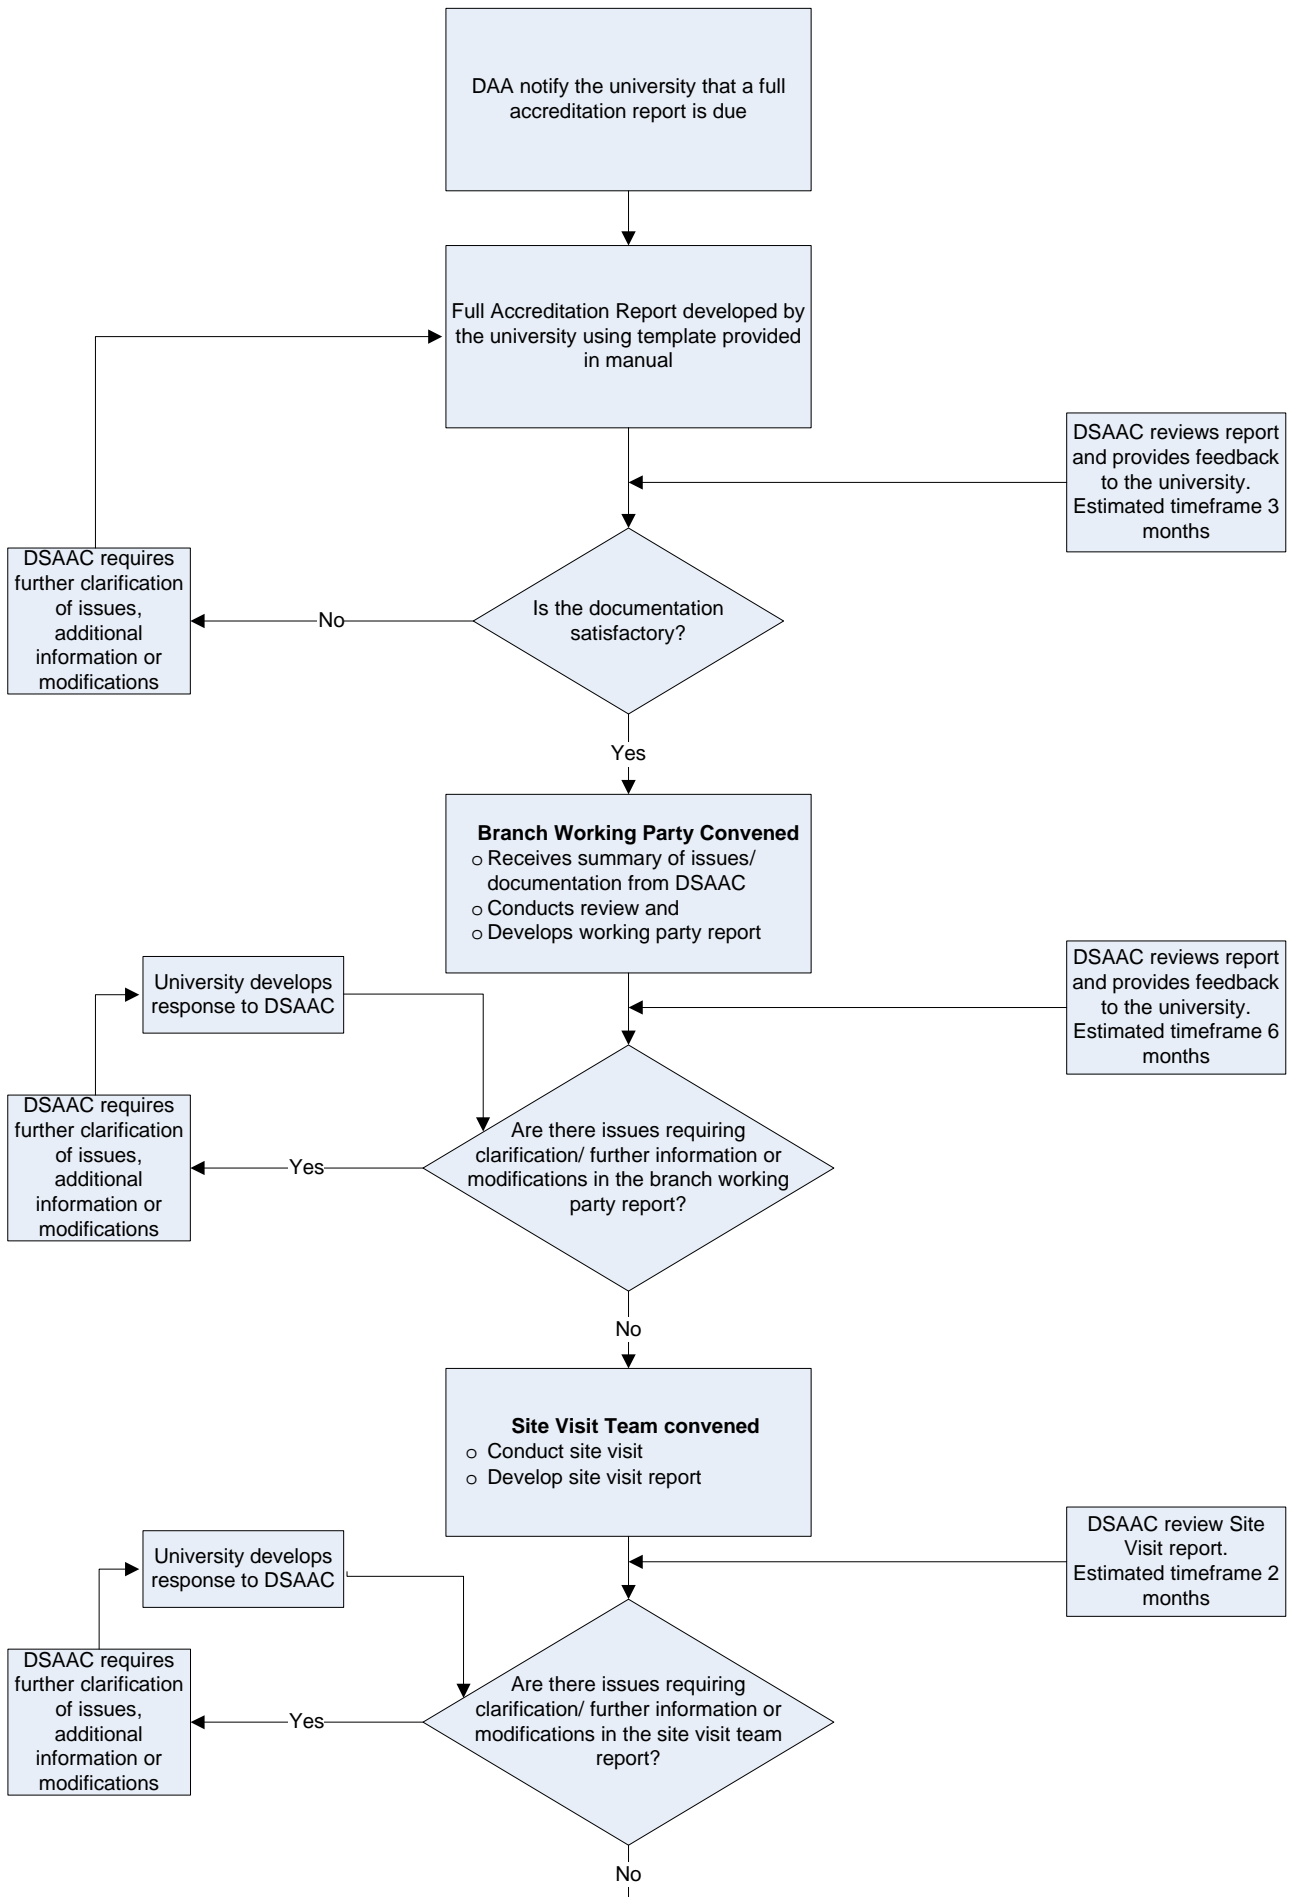 DAA notify the university that a full
accreditation report is due
Full Accreditation Report developed by
the university using template provided
in manual
DSAAC reviews report
and provides feedback
to the university.
Estimated timeframe 3
months
DSAAC requires
further clarification
of issues,
additional
information or
modifications
No
Is the documentation
satisfactory?
Yes
Branch Working Party Convened
o Receives summary of issues/
documentation from DSAAC
o Conducts review and
o Develops working party report
University develops
response to DSAAC
DSAAC reviews report
and provides feedback
to the university.
Estimated timeframe 6
months
DSAAC requires
further clarification
of issues,
additional
information or
modifications
Yes
Are there issues requiring
clarification/ further information or
modifications in the branch working
party report?
No
Site Visit Team convened
o Conduct site visit
o Develop site visit report
University develops
response to DSAAC
DSAAC review Site
Visit report.
Estimated timeframe 2
months
DSAAC requires
further clarification
of issues,
additional
information or
modifications
Yes
Are there issues requiring
clarification/ further information or
modifications in the site visit team
report?
No